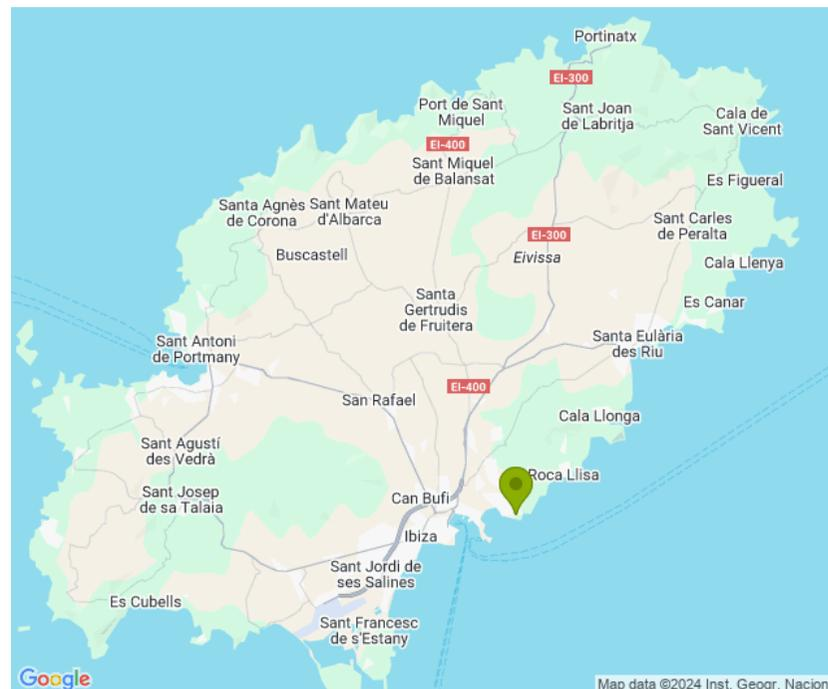 Portinatx
EI-300
Port de Sant
Miquel
Sant Joan
de Labritja
Cala de
Sant Vicent
EI-400
Sant Miquel
de Balansat
Es Figueral
Santa Agnès
de Corona
Sant Mateu
d'Albarca
Sant Carles
de Peralta
EI-300
Buscastell
Eivissa
Cala Llenya
Santa
Gertrudis
de Fruitera
Es Canar
Sant Antoni
de Portmany
Santa Eulària
des Riu
EI-400
San Rafael
Cala Llonga
Sant Agustí
des Vedrà
Roca Llisa
Sant Josep
de sa Talaia
Can Bufi
Ibiza
Sant Jordi de
ses Salines
Es Cubells
Sant Francesc
de s'Estany
Google
Map data ©2024 Inst. Geogr. Nacion